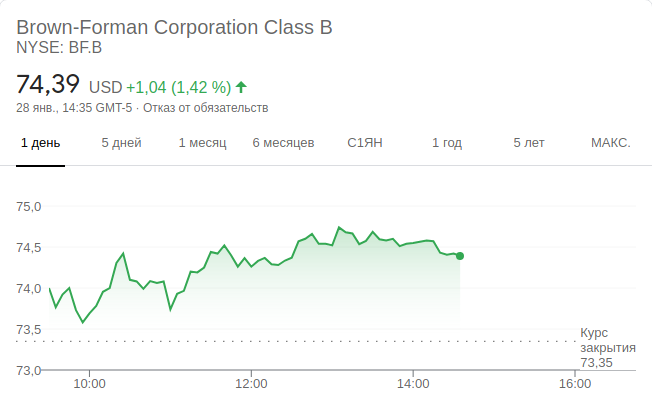 Brown-Forman Corporation Class B
NYSE: BF.B
74,39 USD +1,04 (1,42 %)
28 янв., 14:35 GMT-5 · Отказ от обязательств
1 день 5 дней 1 месяц 6 месяцев С1ЯН 1 год 5 лет МАКС.
75,0
74,5
74,0
73,5
Курс
закрытия
73,35
73,0
10:00 12:00 14:00 16:00